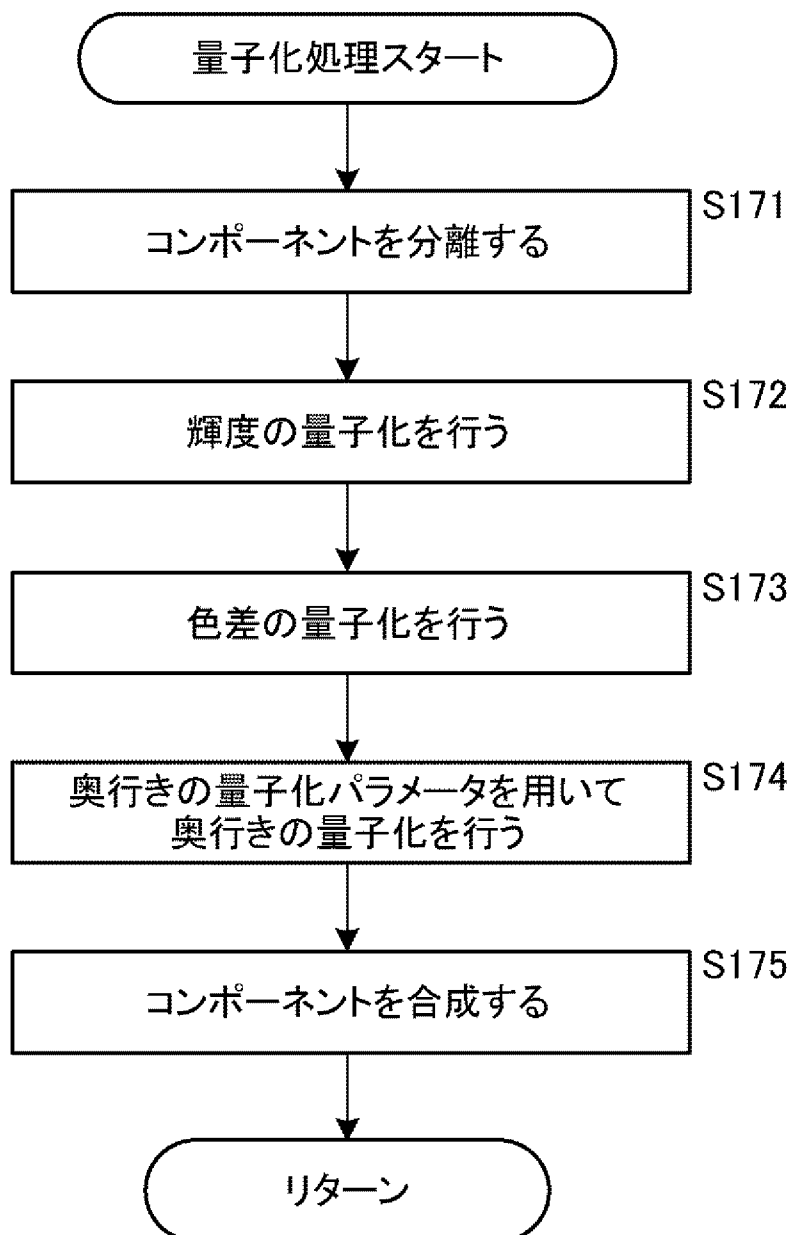 量子化処理スタート
S171
コンポーネントを分離する
S172
輝度の量子化を行う
S173
色差の量子化を行う
S174
奥行きの量子化パラメータを用いて
奥行きの量子化を行う
S175
コンポーネントを合成する
リターン